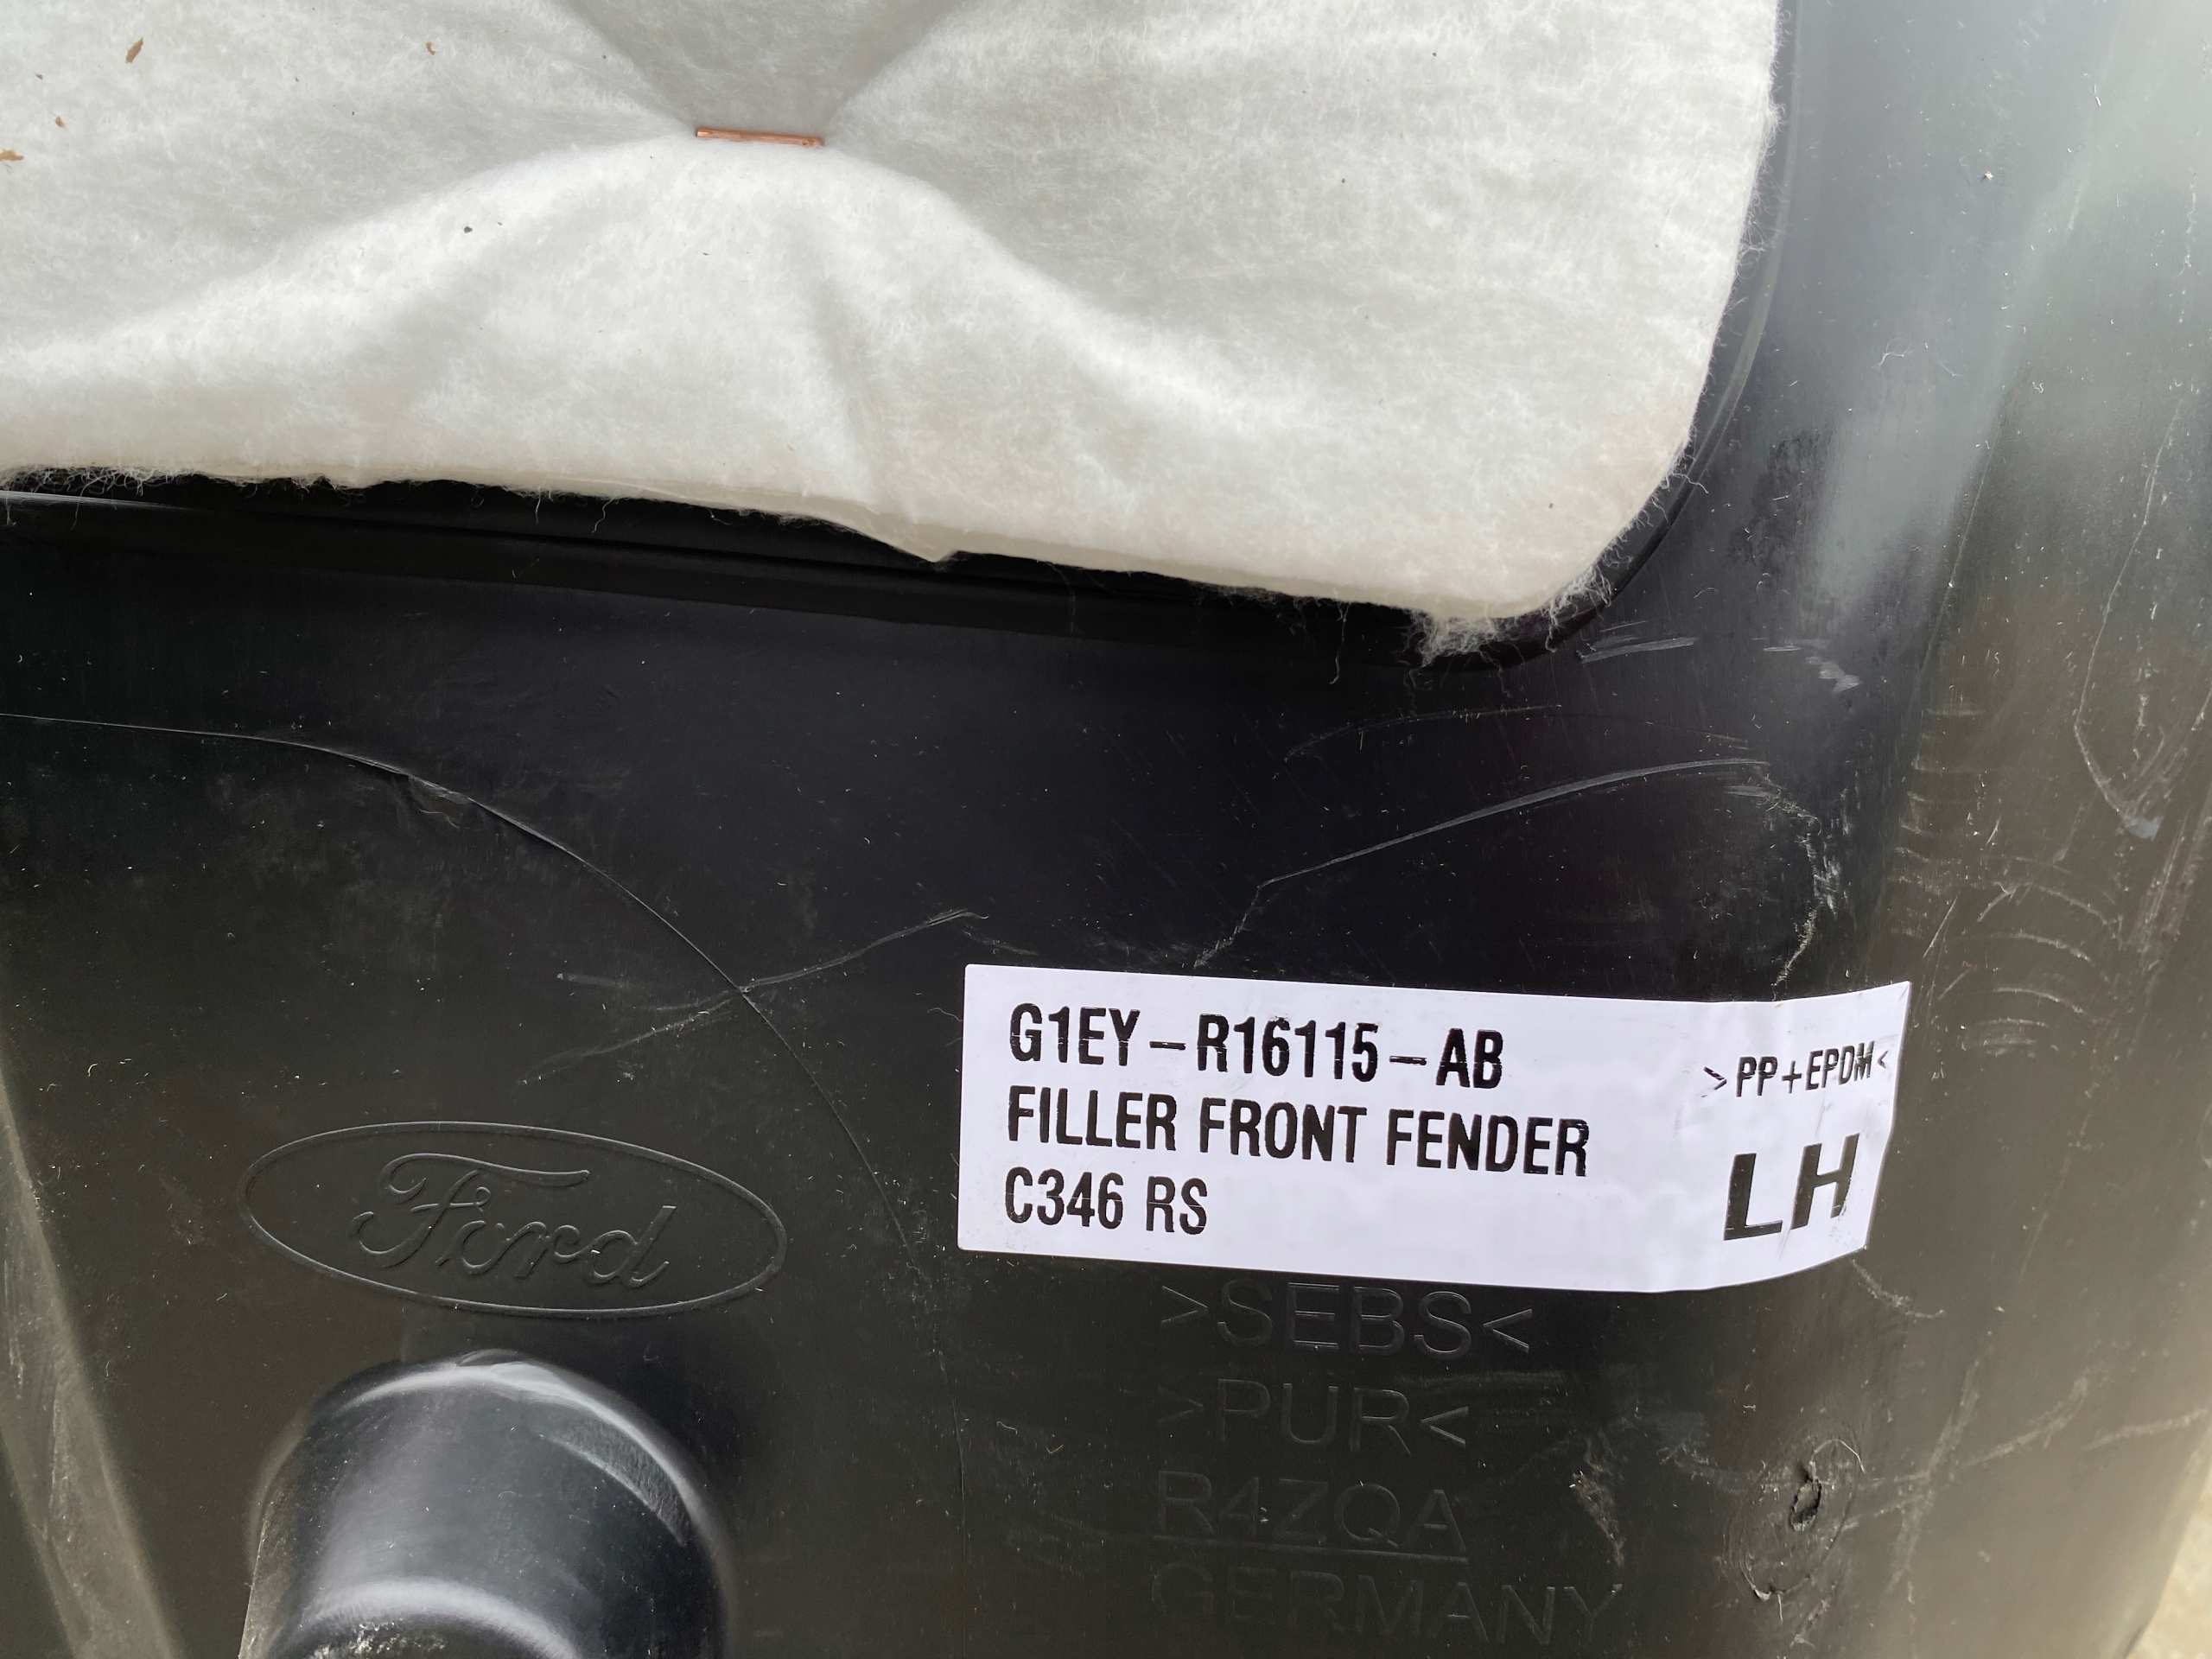 G1EY-R16115-AB
>PP+EPDM<
FILLER FRONT FENDER
C346 RS
LH
Ford
>SEBS<
>PUR<
R4ZQA
GERMANY